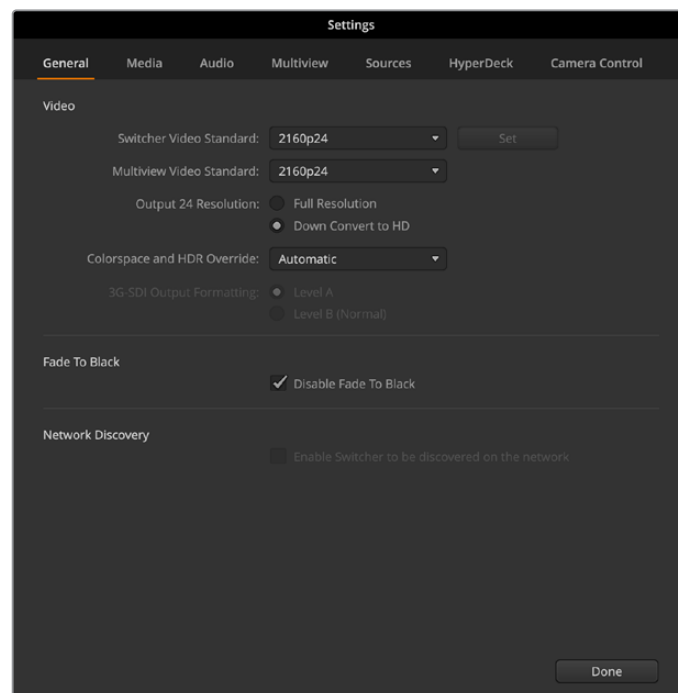 Settings
General Media Audio Multiview Sources HyperDeck Camera Control
Video
Switcher Video Standard: 2160p24 Set
Multiview Video Standard: 2160p24
Output 24 Resolution: Full Resolution
Down Convert to HD
Colorspace and HDR Override: Automatic
3G-SDI Output Formatting: Level A
Level B (Normal)
Fade To Black
Disable Fade To Black
Network Discovery
Enable Switcher to be discovered on the network
Done